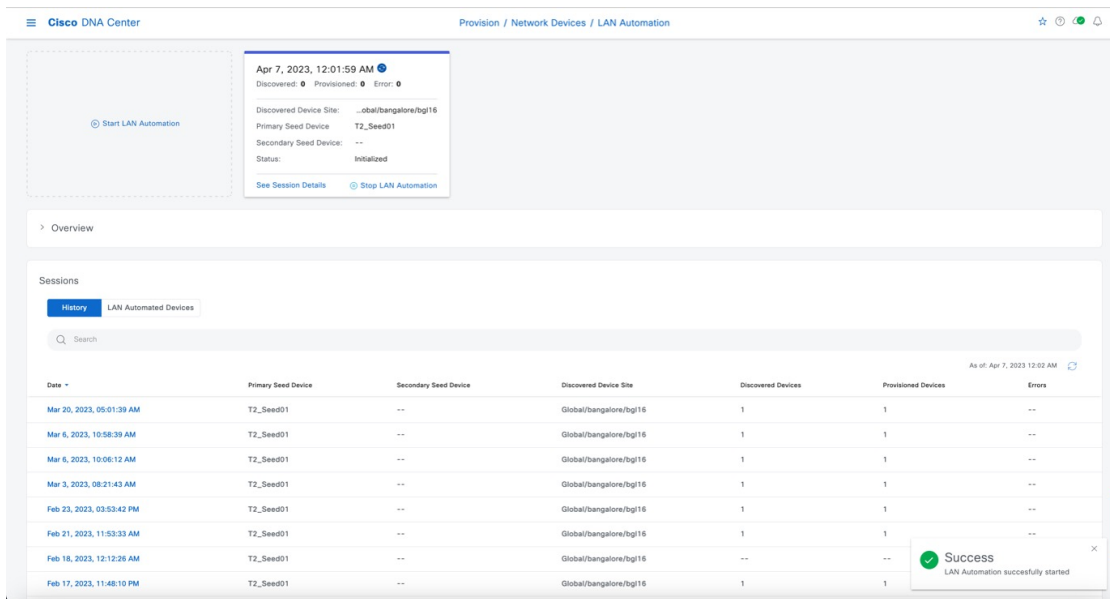 Cisco DNA Center
Provision / Network Devices / LAN Automation
Start LAN Automation
Apr 7, 2023, 12:01:59 AM
Discovered: 0 Provisioned: 0 Error: 0
Discovered Device Site: ...obal/bangalore/bgl16
Primary Seed Device T2_Seed01
Secondary Seed Device: --
Status: Initialized
See Session Details Stop LAN Automation
Overview
Sessions
History LAN Automated Devices
Search
As of: Apr 7, 2023 12:02 AM
Date Primary Seed Device Secondary Seed Device Discovered Device Site Discovered Devices Provisioned Devices Errors
Mar 20, 2023, 05:01:39 AM T2_Seed01 -- Global/bangalore/bgl16 1 1 --
Mar 6, 2023, 10:58:39 AM T2_Seed01 -- Global/bangalore/bgl16 1 1 --
Mar 6, 2023, 10:06:12 AM T2_Seed01 -- Global/bangalore/bgl16 1 1 --
Mar 3, 2023, 08:21:43 AM T2_Seed01 -- Global/bangalore/bgl16 1 1 --
Feb 23, 2023, 03:53:42 PM T2_Seed01 -- Global/bangalore/bgl16 1 1 --
Feb 21, 2023, 11:53:33 AM T2_Seed01 -- Global/bangalore/bgl16 1 1
Feb 18, 2023, 12:12:26 AM T2_Seed01 -- Global/bangalore/bgl16 -- --
Feb 17, 2023, 11:48:10 PM T2_Seed01 -- Global/bangalore/bgl16 1 1
Success
LAN Automation succesfully started